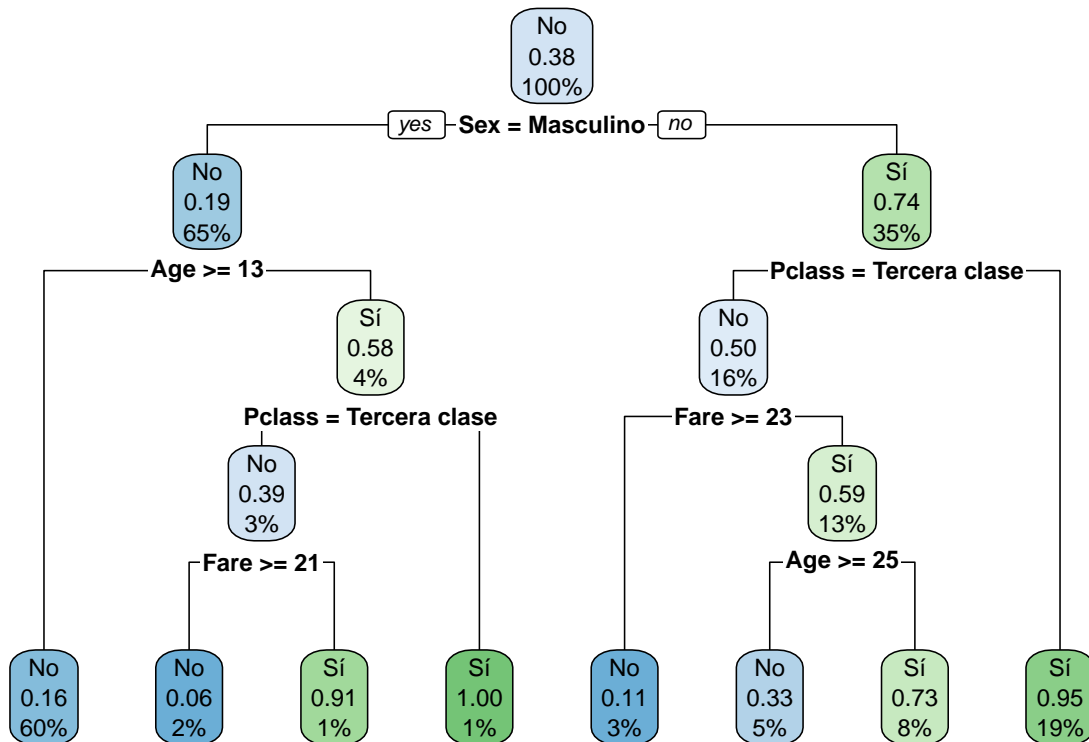 No
0.38
100%
yes Sex = Masculino no
No
0.19
65%
Sí
0.74
35%
Age >= 13
Pclass = Tercera clase
Sí
0.58
4%
No
0.50
16%
Pclass = Tercera clase
Fare >= 23
No
0.39
3%
Sí
0.59
13%
Fare >= 21
Age >= 25
No
0.16
60%
No
0.06
2%
Sí
0.91
1%
Sí
1.00
1%
No
0.11
3%
No
0.33
5%
Sí
0.73
8%
Sí
0.95
19%